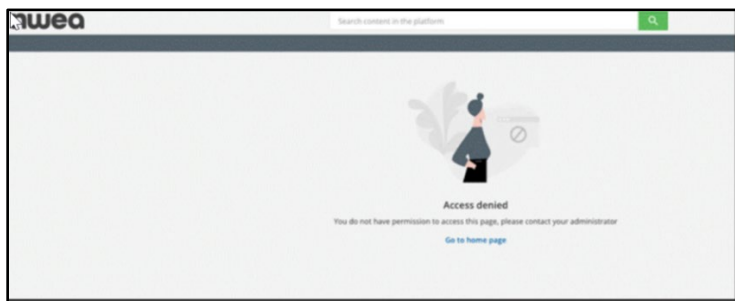 nwea
Search content in the platform
Access denied
You do not have permission to access this page, please contact your administrator
Go to home page